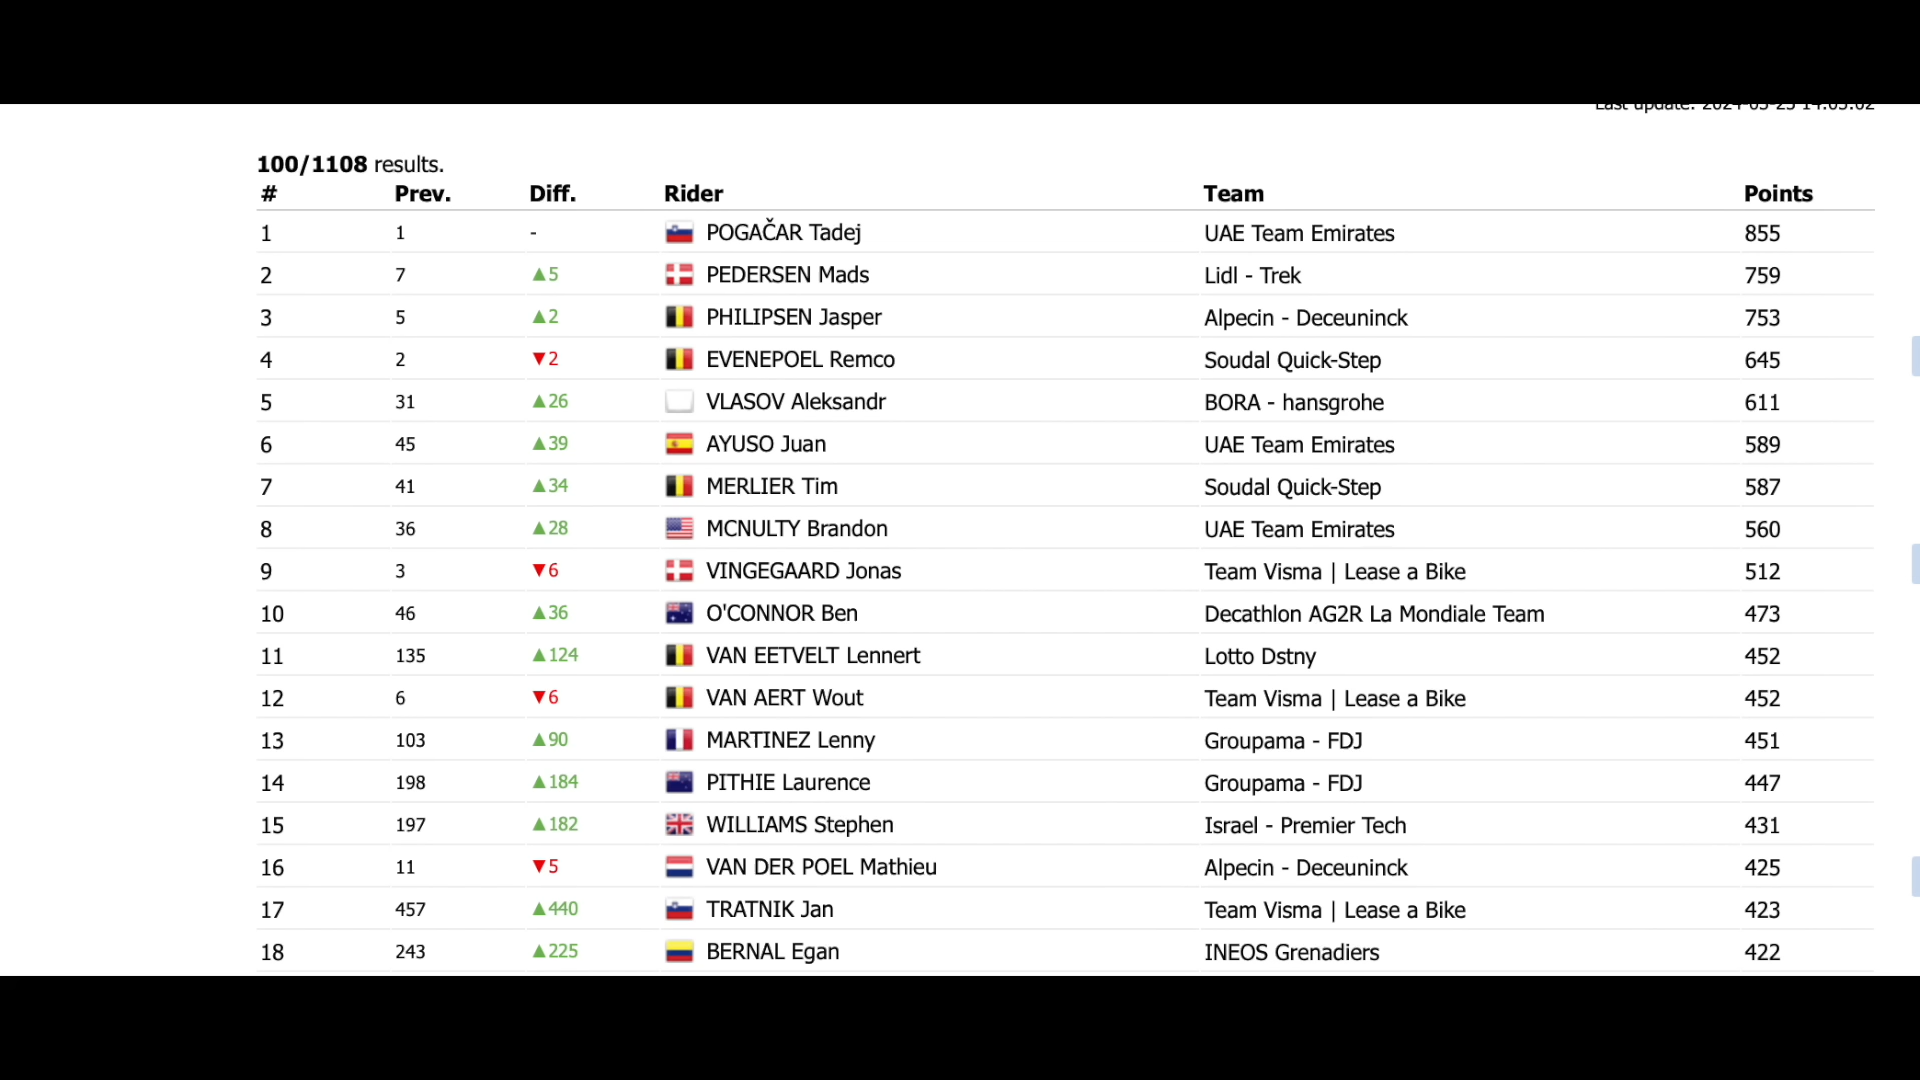 100/1108 results.
# Prev. Diff. Rider Team Points
1 1 - POGAČAR Tadej UAE Team Emirates 855
2 7 ▲5 PEDERSEN Mads Lidl - Trek 759
3 5 ▲2 PHILIPSEN Jasper Alpecin - Deceuninck 753
4 2 ▼2 EVENEPOEL Remco Soudal Quick-Step 645
5 31 ▲26 VLASOV Aleksandr BORA - hansgrohe 611
6 45 ▲39 AYUSO Juan UAE Team Emirates 589
7 41 ▲34 MERLIER Tim Soudal Quick-Step 587
8 36 ▲28 MCNULTY Brandon UAE Team Emirates 560
9 3 ▼6 VINGEGAARD Jonas Team Visma | Lease a Bike 512
10 46 ▲36 O'CONNOR Ben Decathlon AG2R La Mondiale Team 473
11 135 ▲124 VAN EETVELT Lennert Lotto Dstny 452
12 6 ▼6 VAN AERT Wout Team Visma | Lease a Bike 452
13 103 ▲90 MARTINEZ Lenny Groupama - FDJ 451
14 198 ▲184 PITHIE Laurence Groupama - FDJ 447
15 197 ▲182 WILLIAMS Stephen Israel - Premier Tech 431
16 11 ▼5 VAN DER POEL Mathieu Alpecin - Deceuninck 425
17 457 ▲440 TRATNIK Jan Team Visma | Lease a Bike 423
18 243 ▲225 BERNAL Egan INEOS Grenadiers 422